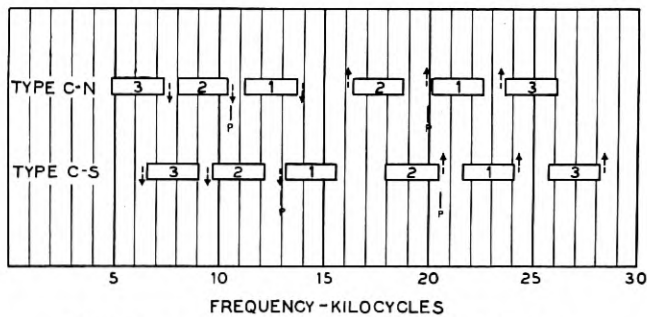 TYPE C-N 3 2 1 2 1 3
P P
TYPE C-S 3 2 1 2 1 3
P P
5 10 15 20 25 30
FREQUENCY-KILOCYCLES